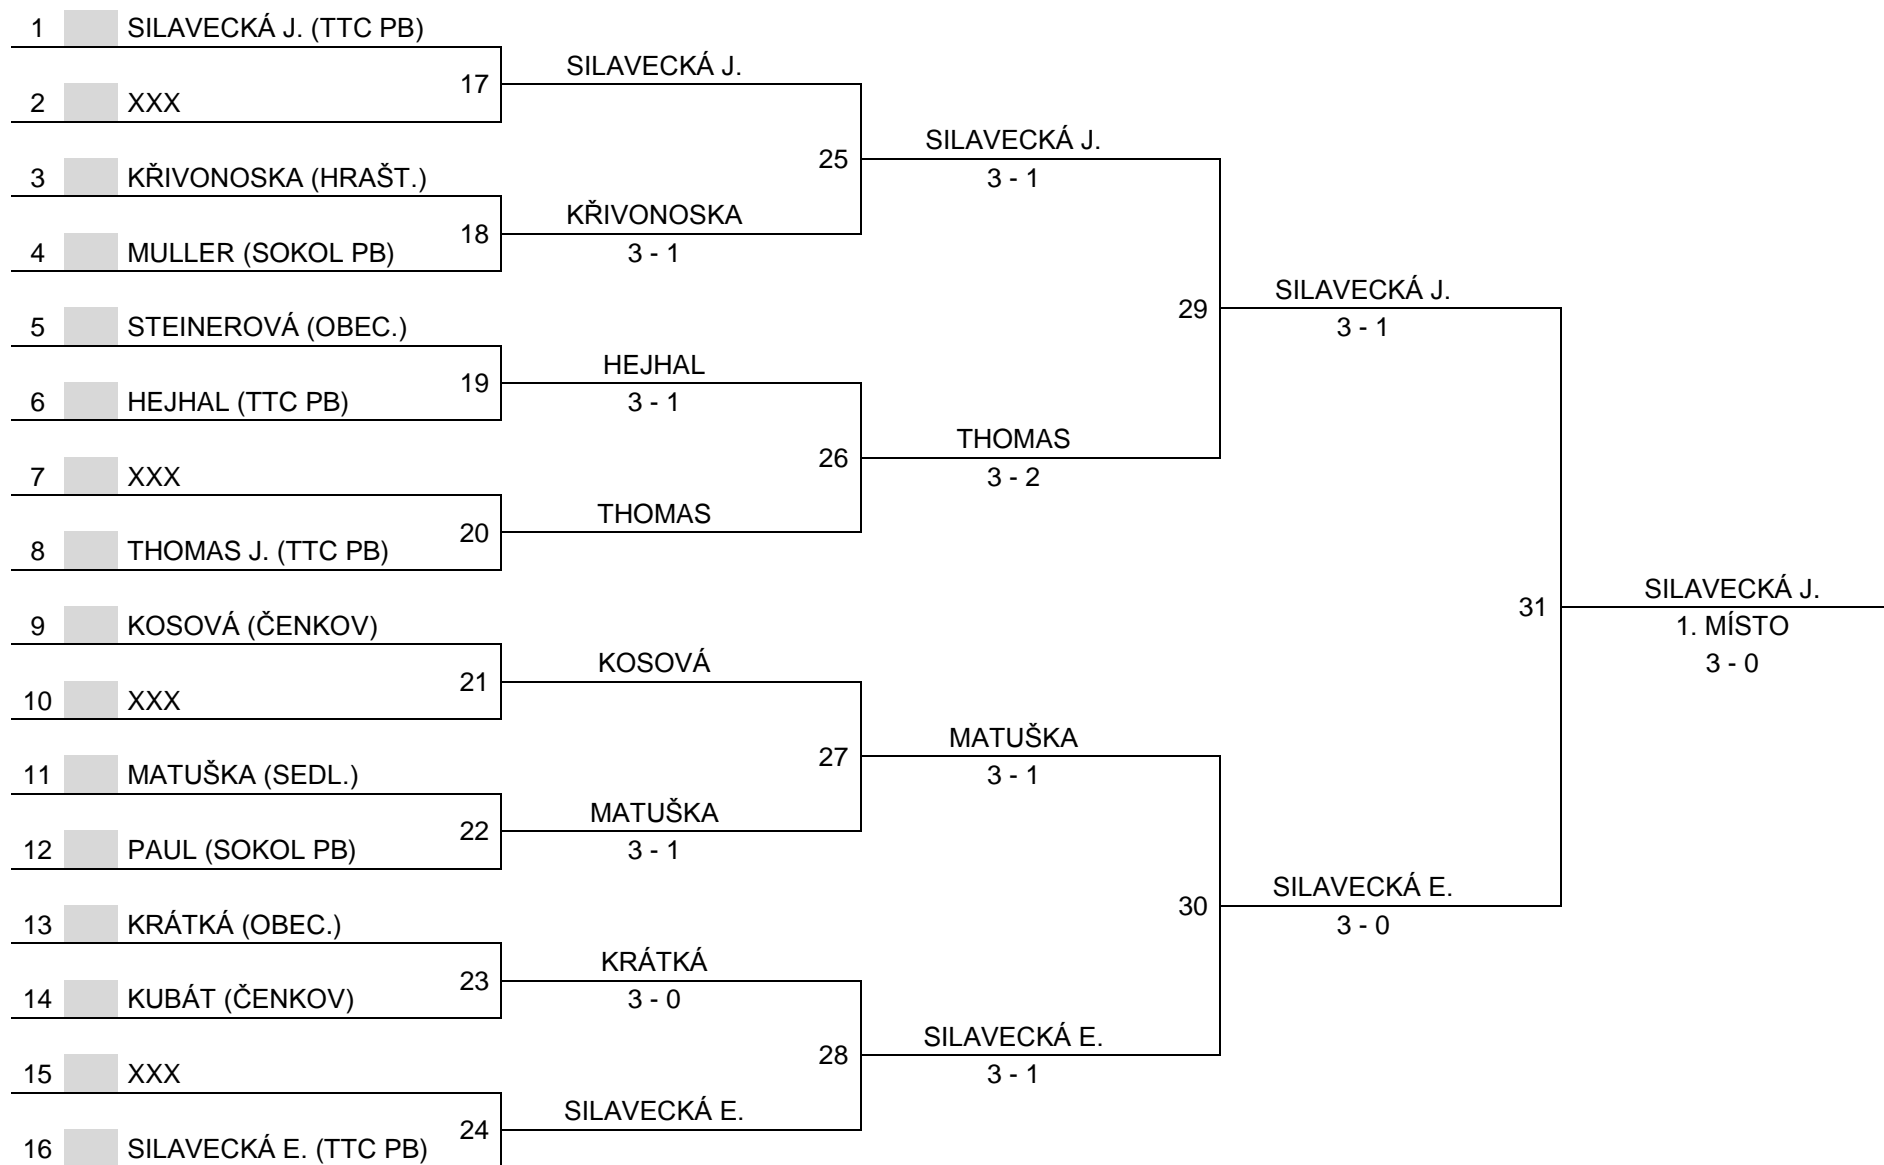 1 SILAVECKÁ J. (TTC PB)
SILAVECKÁ J.
17
2 XXX
SILAVECKÁ J.
25
3 - 1
3 KŘIVONOSKA (HRAŠT.)
KŘIVONOSKA
18
3 - 1
4 MULLER (SOKOL PB)
SILAVECKÁ J.
29
3 - 1
5 STEINEROVÁ (OBEC.)
HEJHAL
19
3 - 1
6 HEJHAL (TTC PB)
THOMAS
26
3 - 2
7 XXX
THOMAS
20
8 THOMAS J. (TTC PB)
SILAVECKÁ J.
31
1. MÍSTO
3 - 0
9 KOSOVÁ (ČENKOV)
KOSOVÁ
21
10 XXX
MATUŠKA
27
3 - 1
11 MATUŠKA (SEDL.)
MATUŠKA
22
3 - 1
12 PAUL (SOKOL PB)
SILAVECKÁ E.
30
3 - 0
13 KRÁTKÁ (OBEC.)
KRÁTKÁ
23
3 - 0
14 KUBÁT (ČENKOV)
SILAVECKÁ E.
28
3 - 1
15 XXX
SILAVECKÁ E.
24
16 SILAVECKÁ E. (TTC PB)